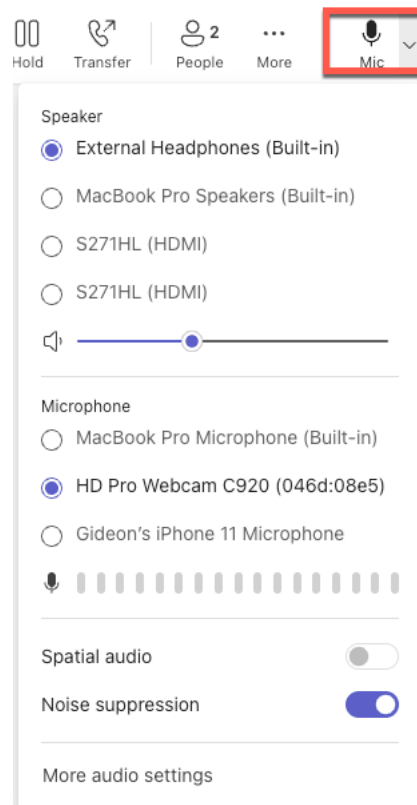 2
Hold Transfer People More Mic
Speaker
External Headphones (Built-in)
MacBook Pro Speakers (Built-in)
S271HL (HDMI)
S271HL (HDMI)
Microphone
MacBook Pro Microphone (Built-in)
HD Pro Webcam C920 (046d:08e5)
Gideon’s iPhone 11 Microphone
Spatial audio
Noise suppression
More audio settings